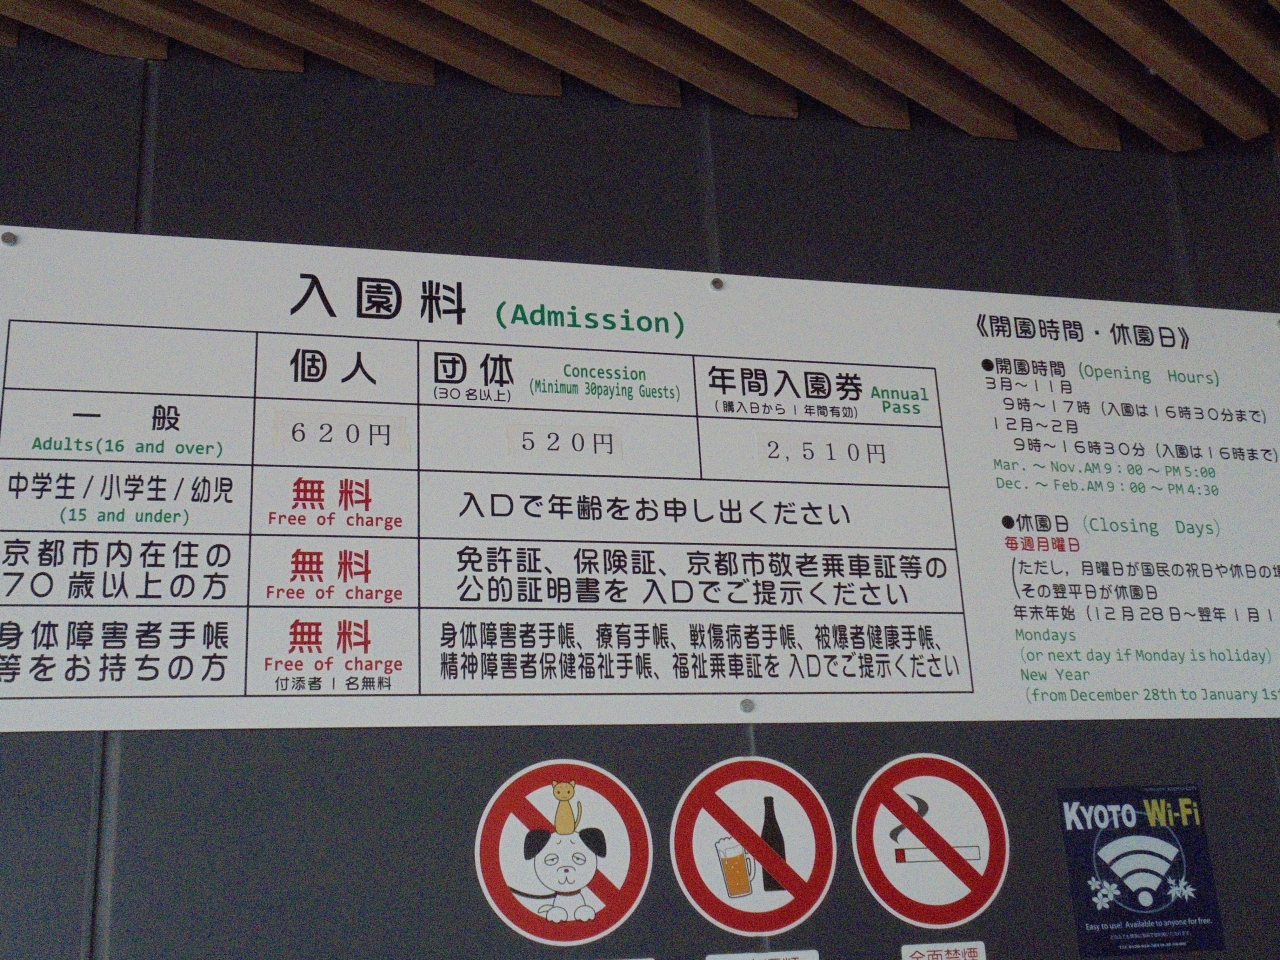 入園料 (Admission)
個人
団体 (30名以上) Concession (Minimum 30paying Guests)
年間入園券 (購入日から1年間有効) Annual Pass
一般
Adults(16 and over)
620円
520円
2,510円
中学生/小学生/幼児
(15 and under)
無料
Free of charge
入口で年齢をお申し出ください
京都市内在住の
70歳以上の方
無料
Free of charge
免許証、保険証、京都市敬老乗車証等の
公的証明書を入口でご提示ください
身体障害者手帳
等をお持ちの方
無料
Free of charge
付添者1名無料
身体障害者手帳、療育手帳、戦傷病者手帳、被爆者健康手帳、
精神障害者保健福祉手帳、福祉乗車証を入口でご提示ください
《開園時間・休園日》
●開園時間 (Opening Hours)
3月～11月
9時～17時 (入園は16時30分まで)
12月～2月
9時～16時30分 (入園は16時まで)
Mar. ～ Nov. AM 9:00 ～ PM 5:00
Dec. ～ Feb. AM 9:00 ～ PM 4:30
●休園日 (Closing Days)
毎週月曜日
(ただし，月曜日が国民の祝日や休日の場
その翌平日が休園日
年末年始 (12月28日～翌年1月1
Mondays
(or next day if Monday is holiday)
New Year
(from December 28th to January 1st
全面禁煙
KYOTO Wi-Fi
Easy to use! Available to anyone for free.